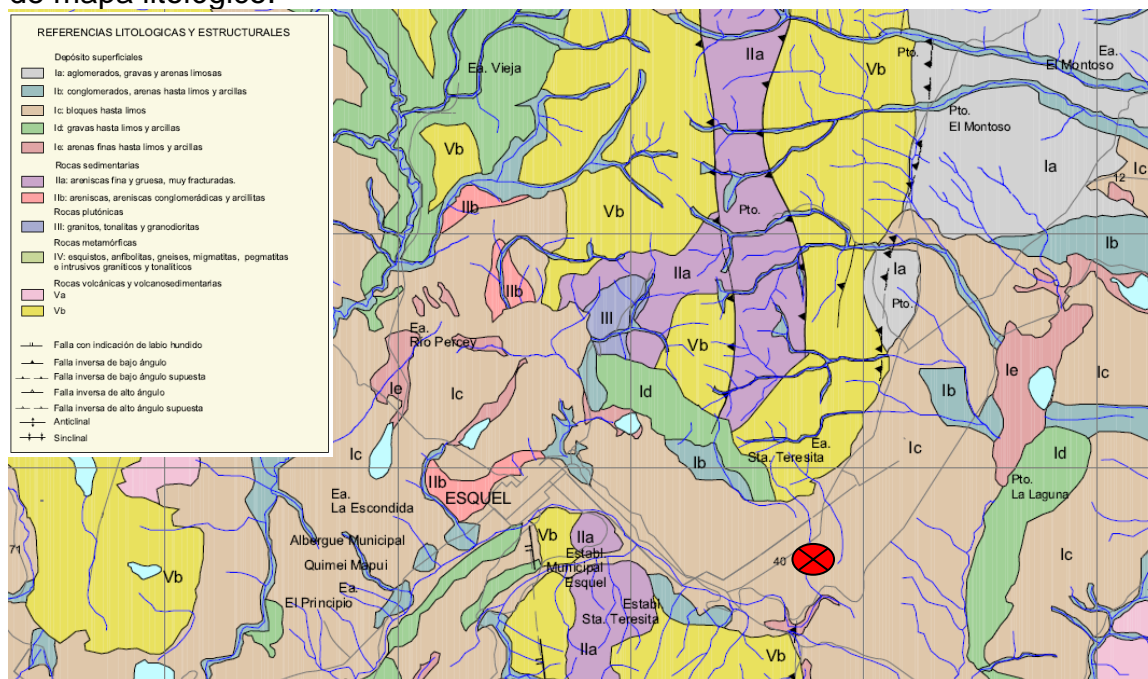 de mapa litológico.
REFERENCIAS LITOLOGICAS Y ESTRUCTURALES
Depósito superficiales
Ia: aglomerados, gravas y arenas limosas
Ib: conglomerados, arenas hasta limos y arcillas
Ic: bloques hasta limos
Id: gravas hasta limos y arcillas
Ie: arenas finas hasta limos y arcillas
Rocas sedimentarias
IIa: areniscas fina y gruesa, muy fracturadas.
IIb: areniscas, areniscas conglomerádicas y arcillitas
Rocas plutónicas
III: granitos, tonalitas y granodioritas
Rocas metamórficas
IV: esquistos, anfibolitas, gneises, migmatitas, pegmatitas
e intrusivos graníticos y tonalíticos
Rocas volcánicas y volcanosedimentarias
Va
Vb
Falla con indicación de labio hundido
Falla inversa de bajo ángulo
Falla inversa de bajo ángulo supuesta
Falla inversa de alto ángulo
Falla inversa de alto ángulo supuesta
Anticlinal
Sinclinal
Ea. Vieja
IIa
Vb
Pto.
Ea.
El Montoso
Pto.
El Montoso
Vb
Ia
Ic
12
IIb
Vb
Pto.
Ib
IIa
Ia
IIb
Pto.
III
Ea.
Río Percey
Vb
Ie
Ic
Ie
Id
Ib
Ic
Ic
Ic
Ib
Ea.
Sta. Teresita
Id
IIb
ESQUEL
Pto.
La Laguna
Ea.
La Escondida
Albergue Municipal
Vb
IIa
71
Quimei Mapui
Establ.
Municipal
Esquel
40
Ic
Vb
Ea.
El Principio
Establ.
Sta. Teresita
IIa
Vb